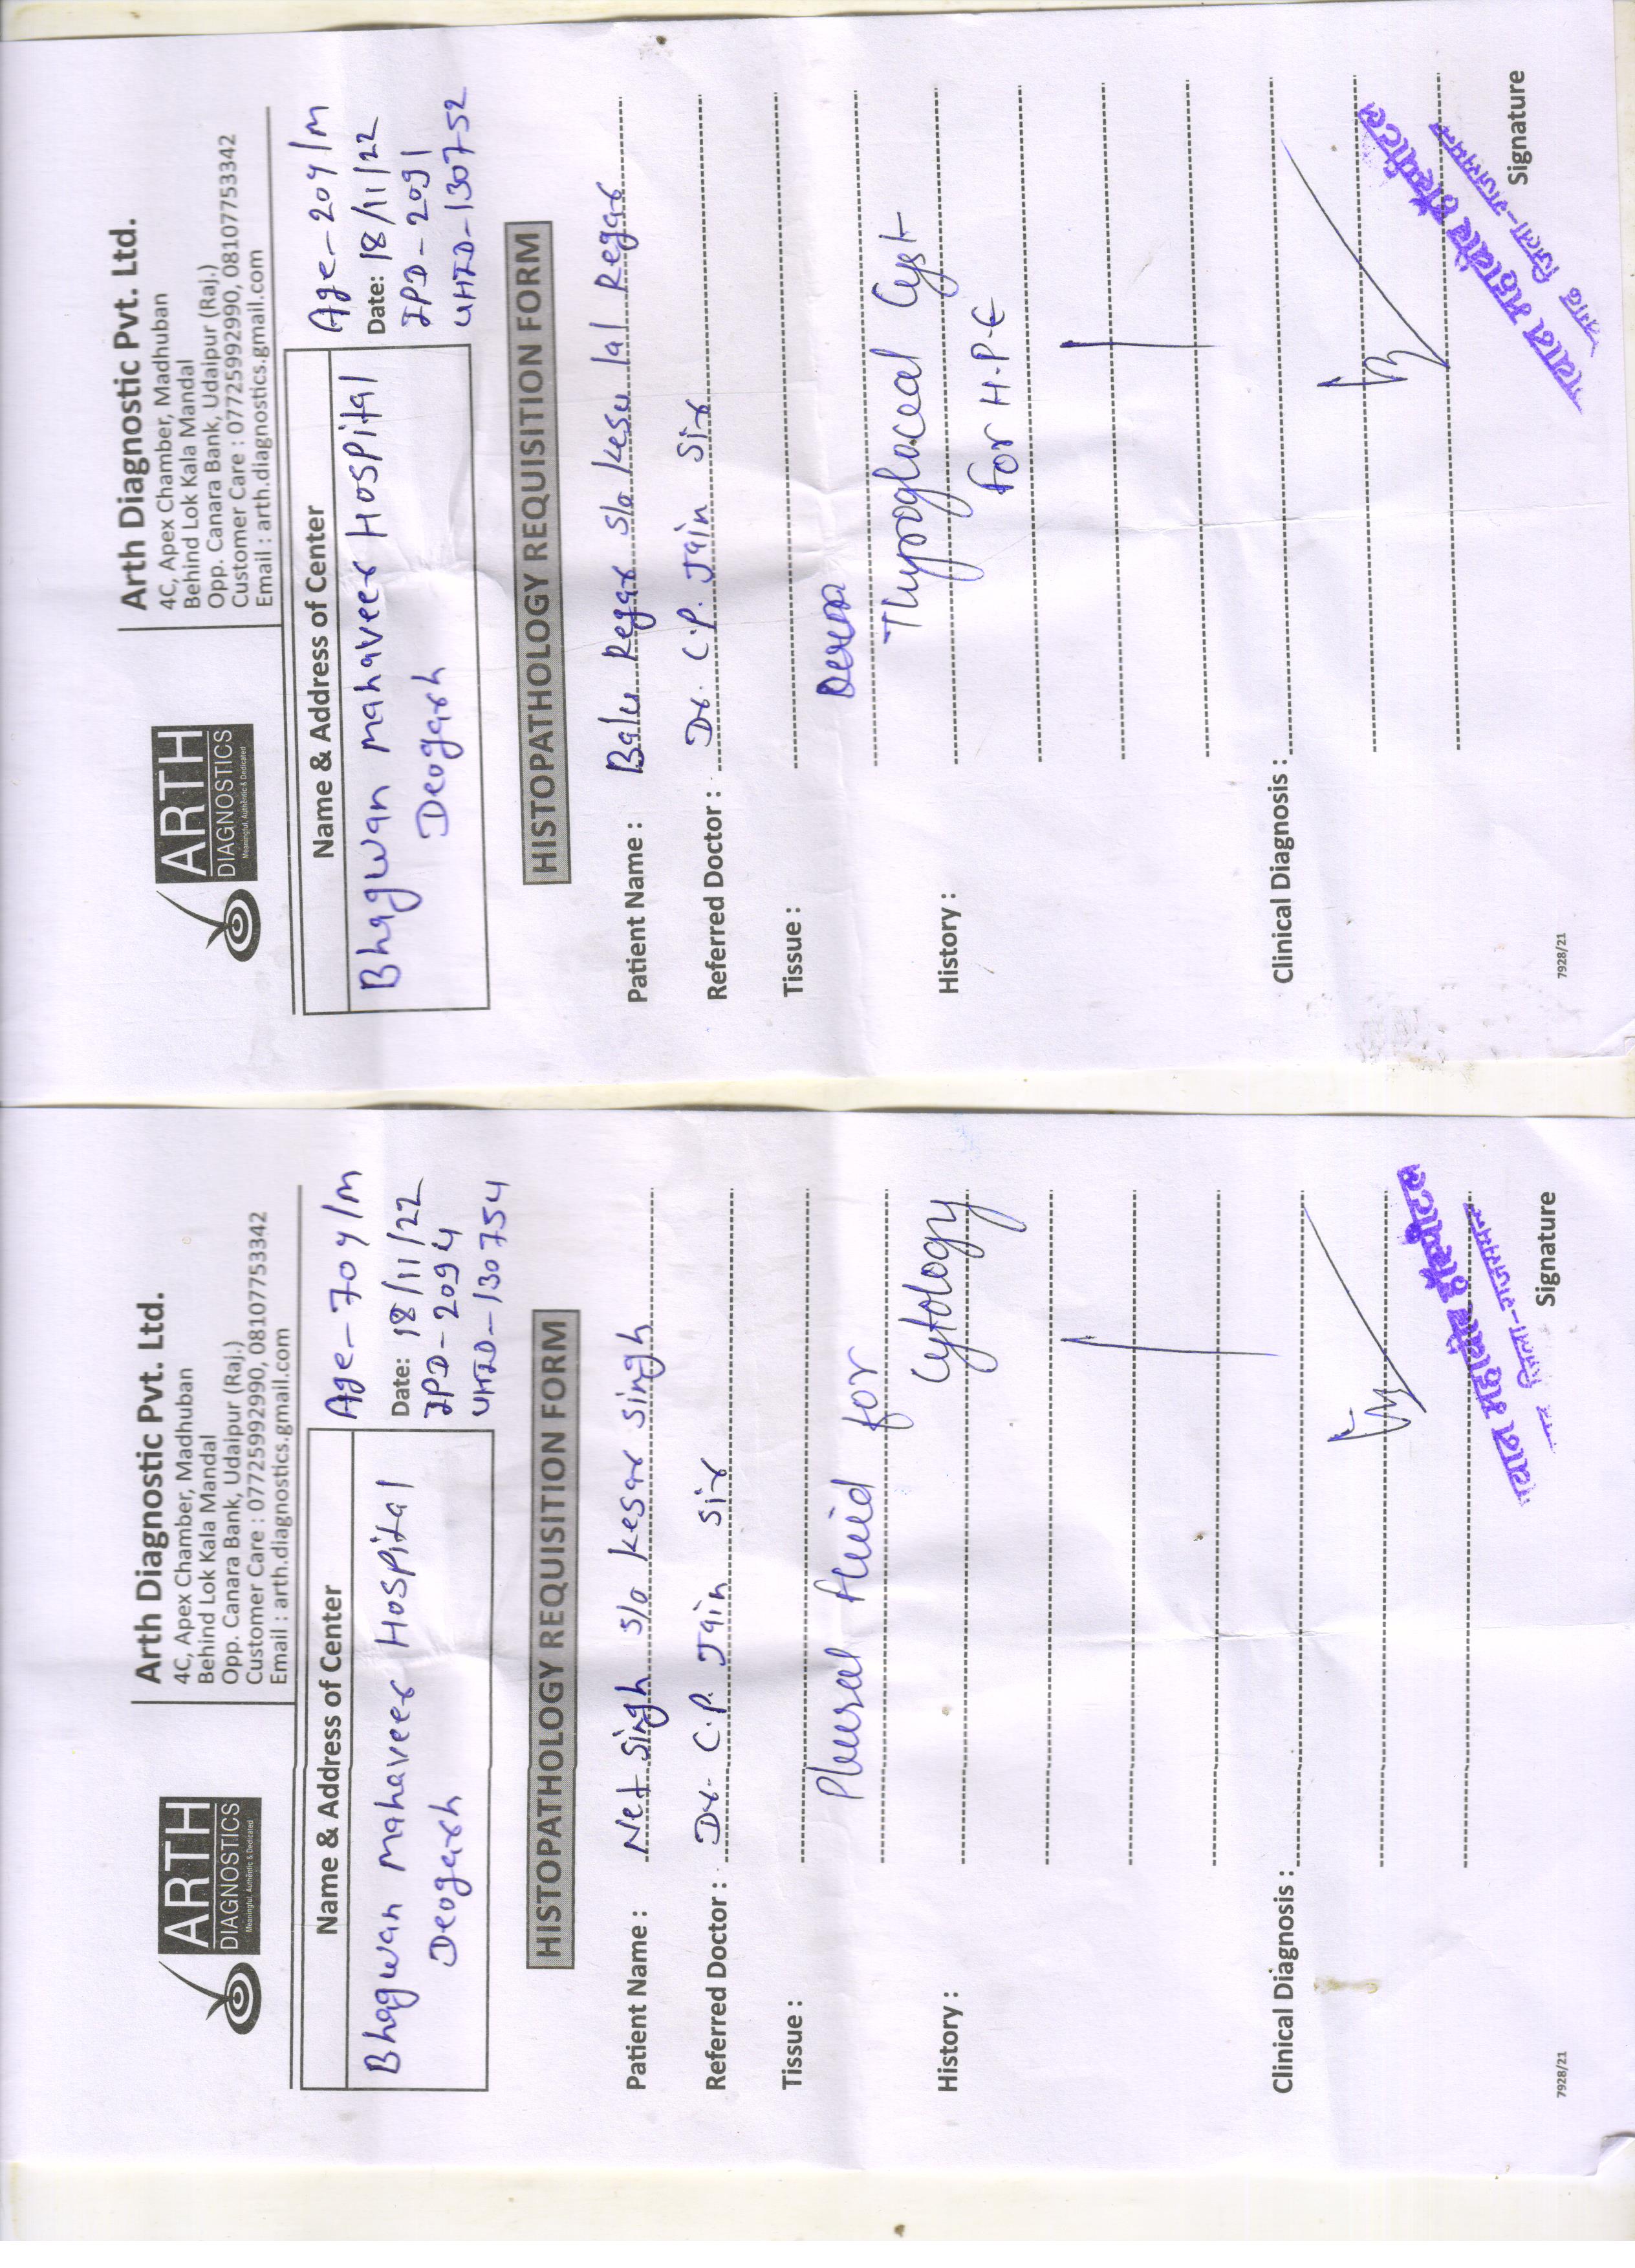 ARTH
DIAGNOSTICS
Meaningful, Authentic & Dedicated
Arth Diagnostic Pvt. Ltd.
4C, Apex Chamber, Madhuban
Behind Lok Kala Mandal
Opp. Canara Bank, Udaipur (Raj.)
Customer Care : 07725992990, 08107753342
Email : arth.diagnostics.gmail.com
Name & Address of Center
Bhagwan Mahaveer Hospital
Deogarh
Age - 70 y/M
Date: 18/11/22
IPD - 2094
UHID - 130754
HISTOPATHOLOGY REQUISITION FORM
Patient Name : Net Singh S/o Kesar Singh
Referred Doctor : Dr. C.P. Jain Sir
Tissue :
Pleural fluid for
History : Cytology
Clinical Diagnosis :
Signature
7928/21
ARTH
DIAGNOSTICS
Meaningful, Authentic & Dedicated
Arth Diagnostic Pvt. Ltd.
4C, Apex Chamber, Madhuban
Behind Lok Kala Mandal
Opp. Canara Bank, Udaipur (Raj.)
Customer Care : 07725992990, 08107753342
Email : arth.diagnostics.gmail.com
Name & Address of Center
Bhagwan Mahaveer Hospital
Deogarh
Age - 20 y/M
Date: 18/11/22
IPD - 2091
UHID - 130752
HISTOPATHOLOGY REQUISITION FORM
Patient Name : Balu Regar S/o Kesu lal Regar
Referred Doctor : Dr. C.P. Jain Sir
Tissue :
Thyroglaceal Cyst
History : for H.P.E
Clinical Diagnosis :
Signature
7928/21